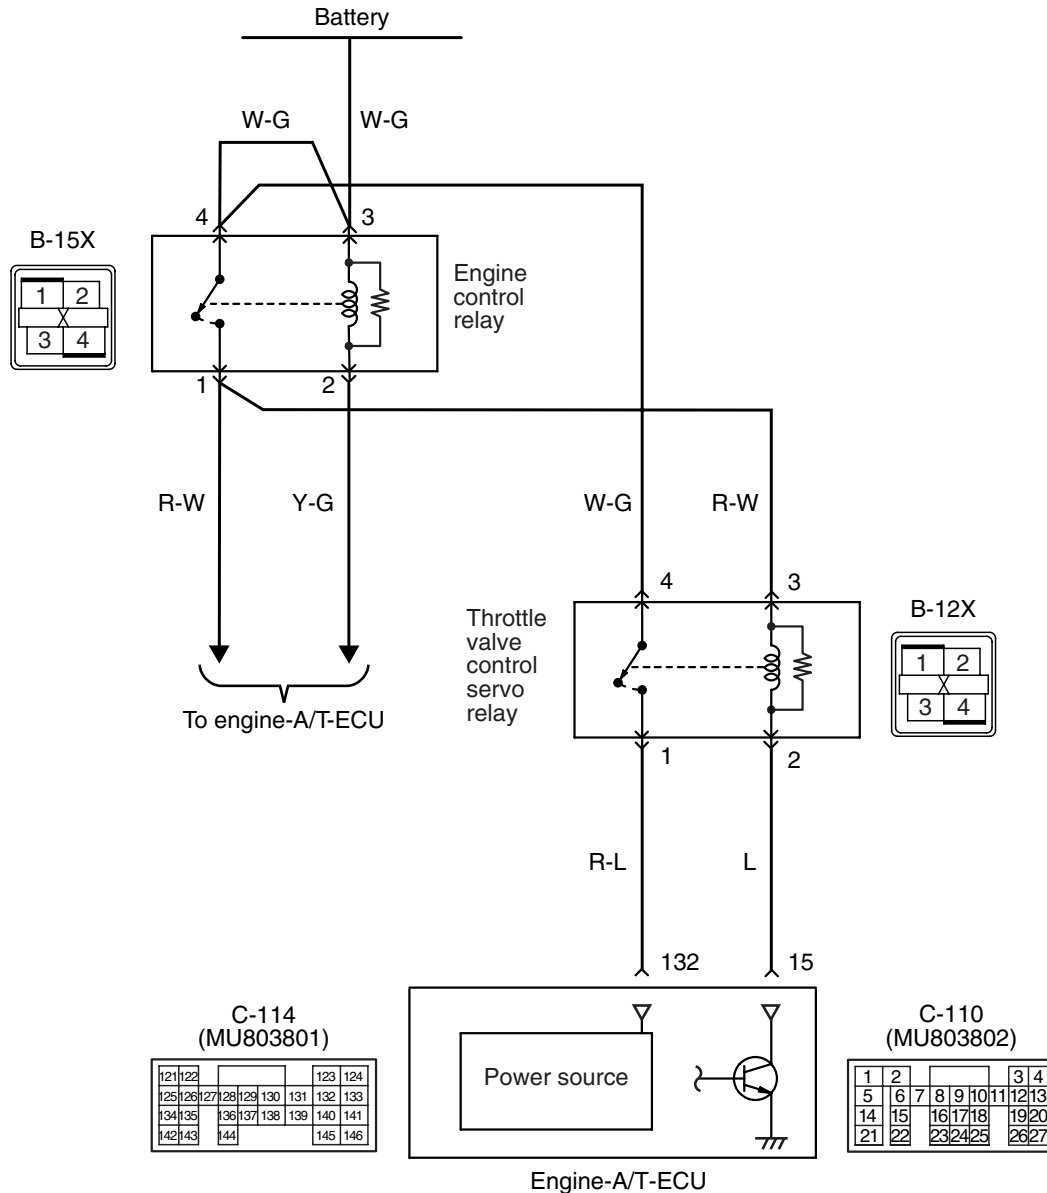 Battery
W-G W-G
4 3
B-15X
1 2
3 4
Engine
control
relay
1 2
R-W Y-G W-G R-W
4 3
Throttle
valve
control
servo
relay
B-12X
1 2
3 4
To engine-A/T-ECU
1 2
R-L L
132 15
C-114
(MU803801)
121 122 123 124
125 126 127 128 129 130 131 132 133
134 135 136 137 138 139 140 141
142 143 144 145 146
Power source
C-110
(MU803802)
1 2 3 4
5 6 7 8 9 10 11 12 13
14 15 16 17 18 19 20
21 22 23 24 25 26 27
Engine-A/T-ECU